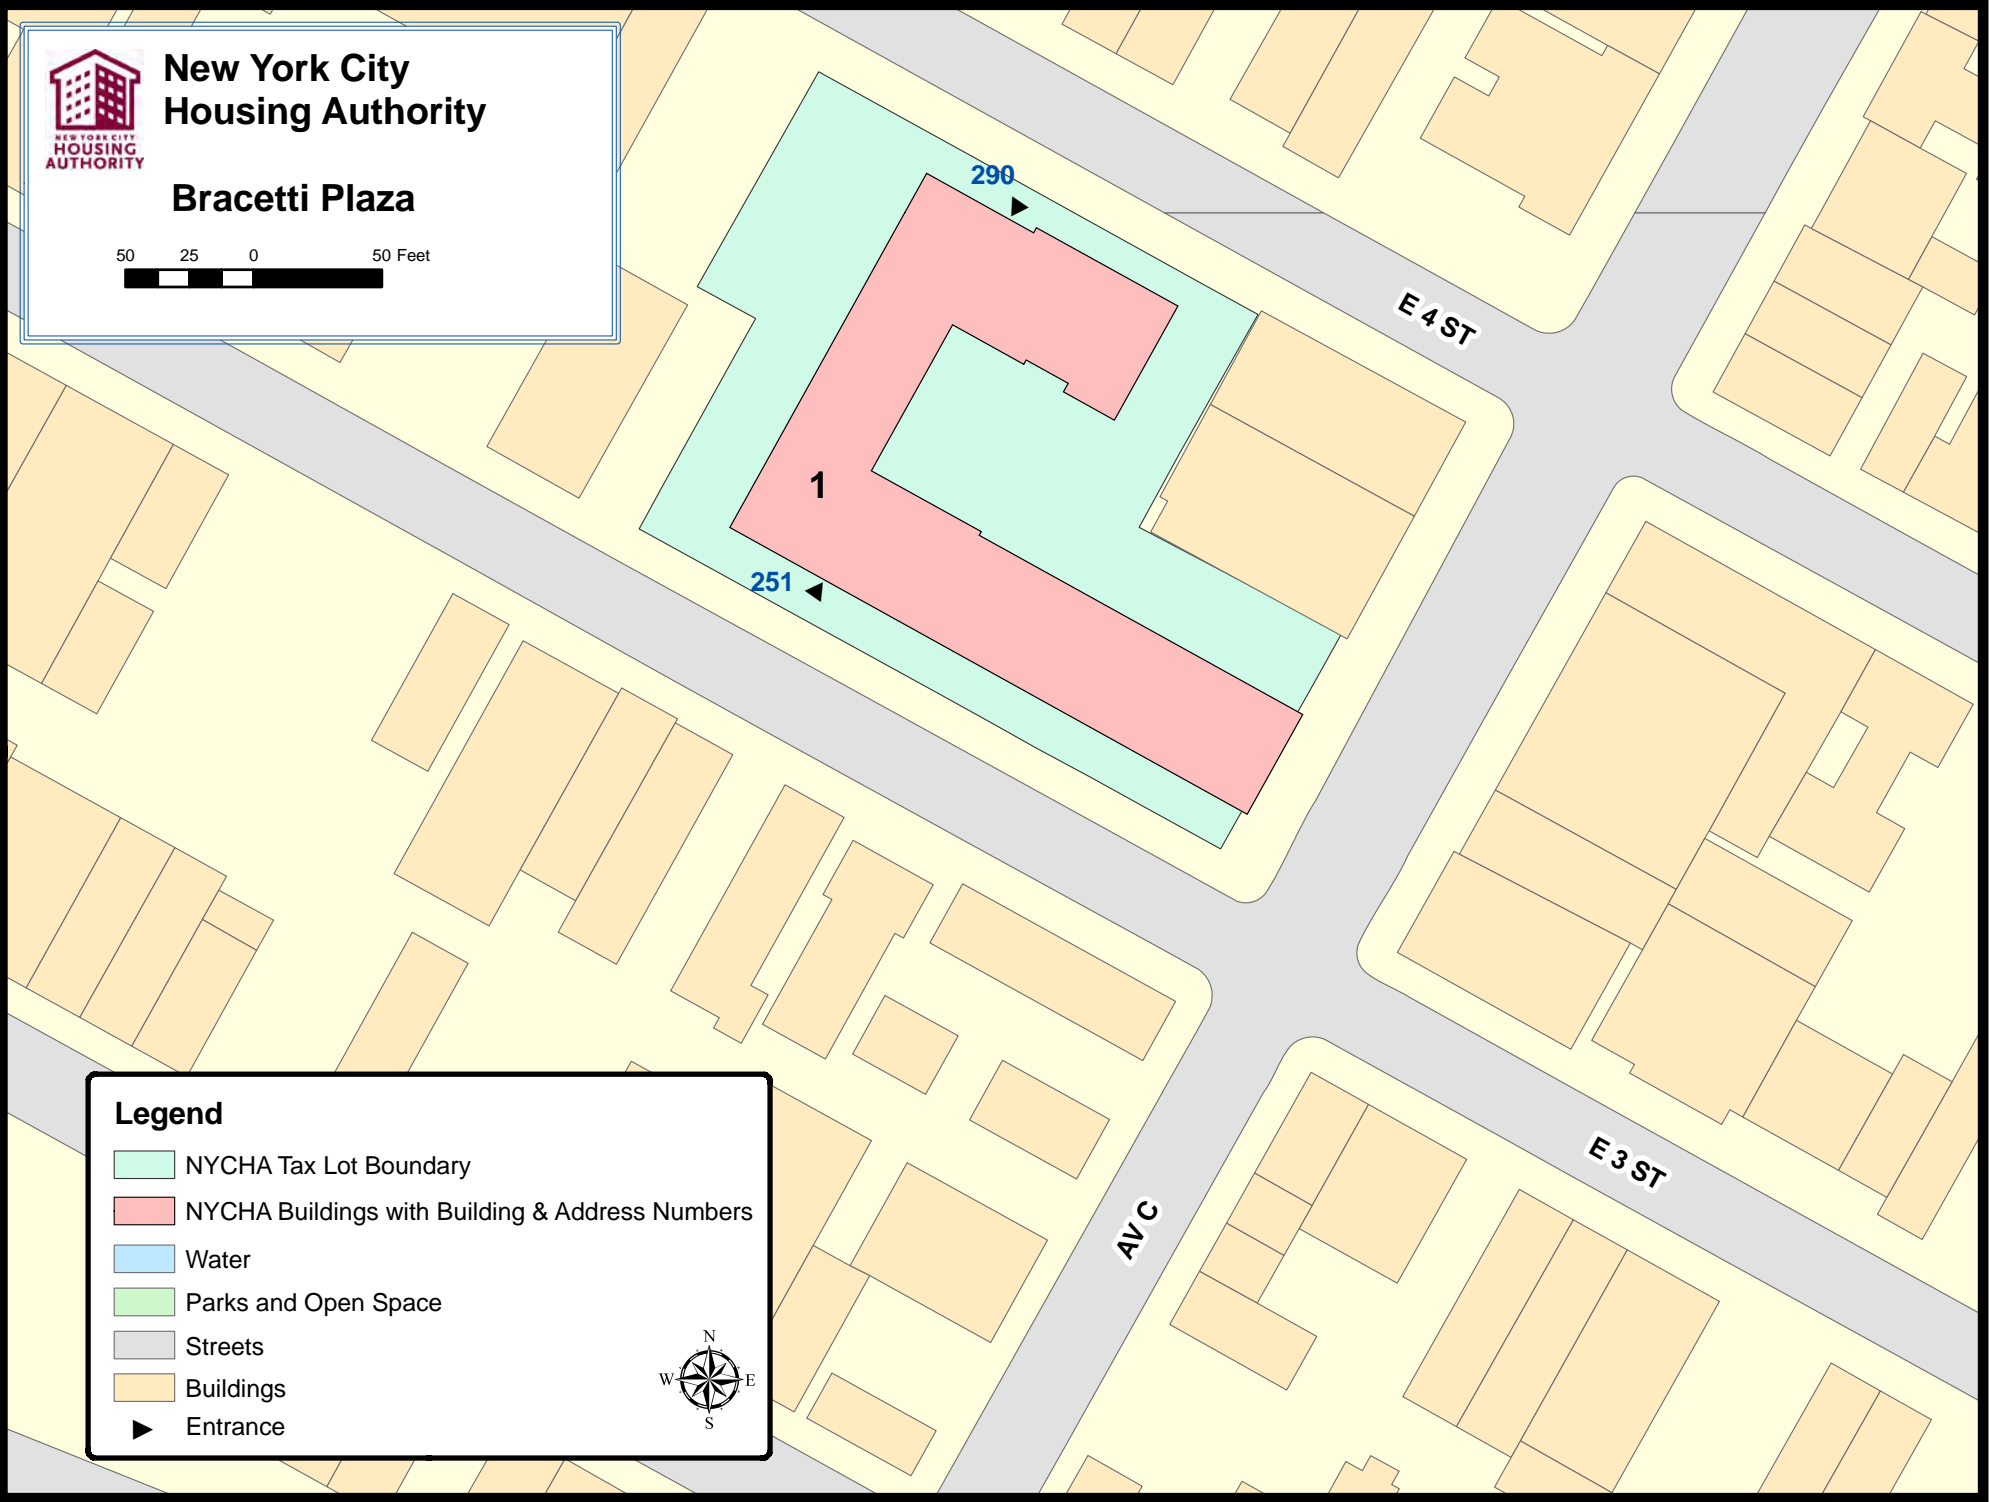 New York City
Housing Authority
NEW YORK CITY
HOUSING
AUTHORITY
Bracetti Plaza
50 25 0 50 Feet
290
E 4 ST
1
251
E 3 ST
AV C
Legend
NYCHA Tax Lot Boundary
NYCHA Buildings with Building & Address Numbers
Water
Parks and Open Space
Streets
Buildings
Entrance
N
W E
S